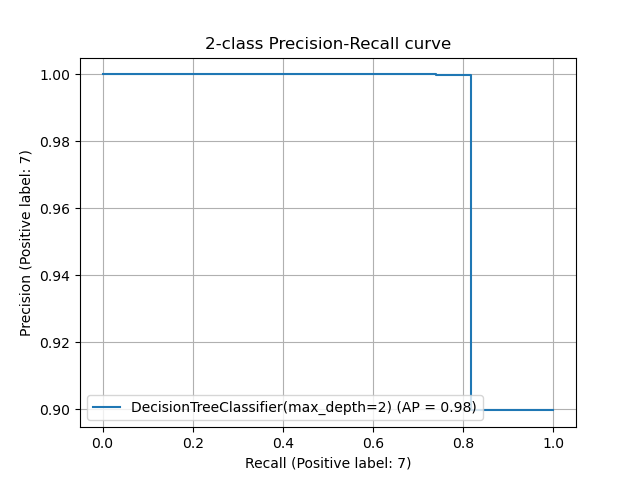 2-class Precision-Recall curve
Precision (Positive label: 7)
1.00
0.98
0.96
0.94
0.92
0.90
DecisionTreeClassifier(max_depth=2) (AP = 0.98)
0.0 0.2 0.4 0.6 0.8 1.0
Recall (Positive label: 7)